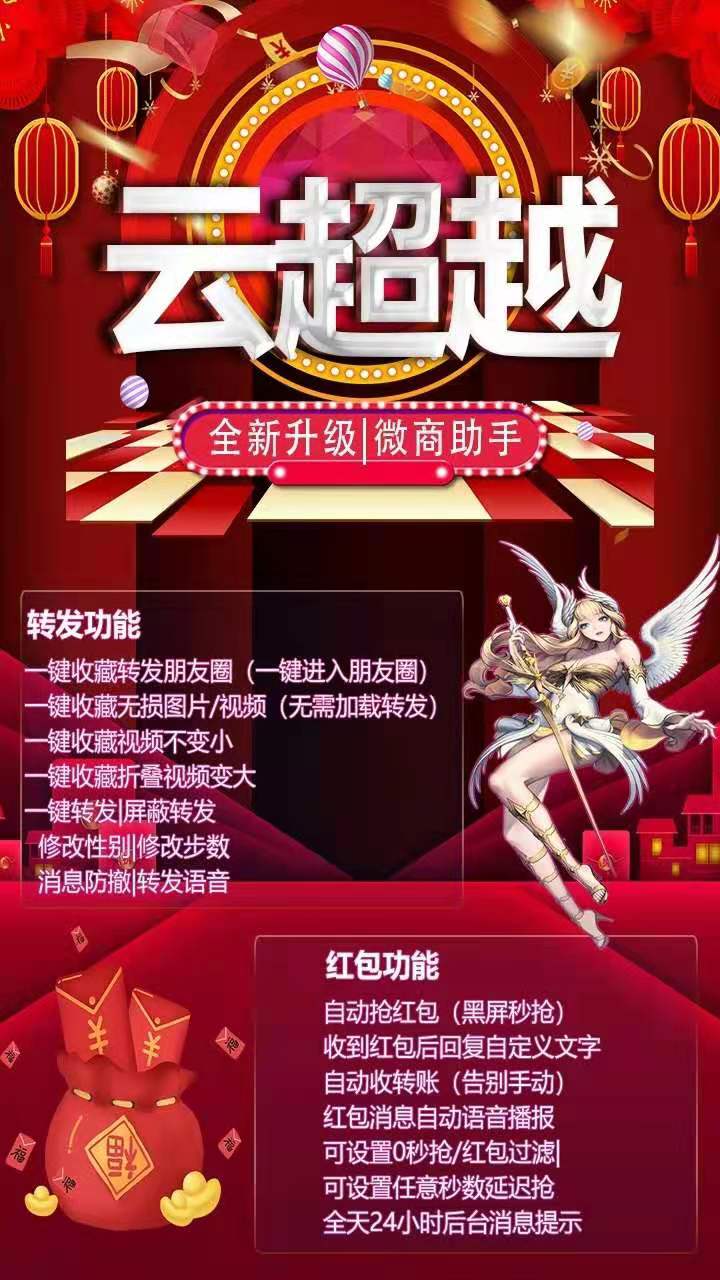 云超越
全新升级|微商助手
转发功能
一键收藏转发朋友圈（一键进入朋友圈）
一键收藏无损图片/视频（无需加载转发）
一键收藏视频不变小
一键收藏折叠视频变大
一键转发|屏蔽转发
修改性别|修改步数
消息防撤|转发语音
红包功能
自动抢红包（黑屏秒抢）
收到红包后回复自定义文字
自动收转账（告别手动）
红包消息自动语音播报
可设置0秒抢/红包过滤|
可设置任意秒数延迟抢
全天24小时后台消息提示
福
福
福
福